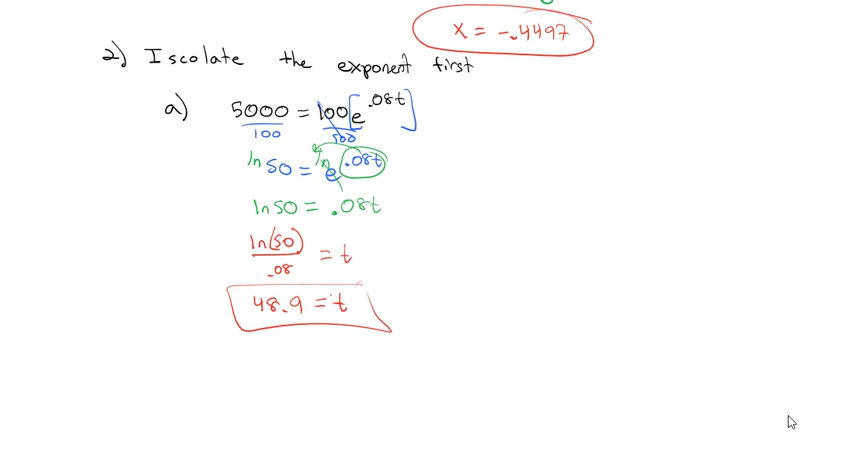 x = -.4497
2) Iscolate the exponent first
a) 5000 = 100[e^.08t]
100 100
ln 50 = ln e^.08t
ln 50 = .08t
ln(50) = t
.08
48.9 = t